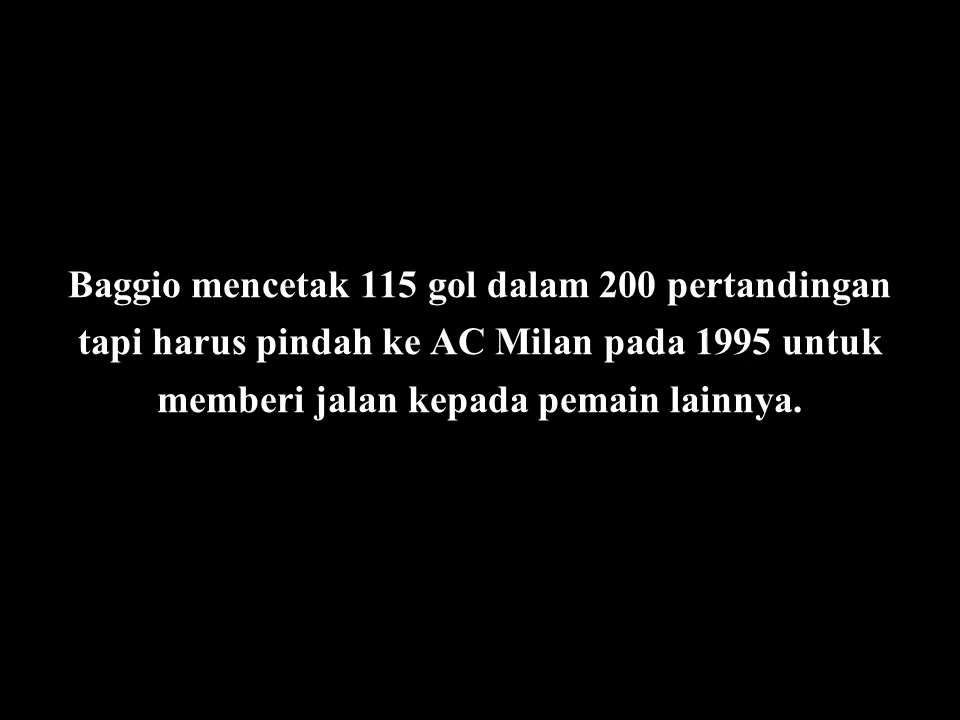 Baggio mencetak 115 gol dalam 200 pertandingan
tapi harus pindah ke AC Milan pada 1995 untuk
memberi jalan kepada pemain lainnya.